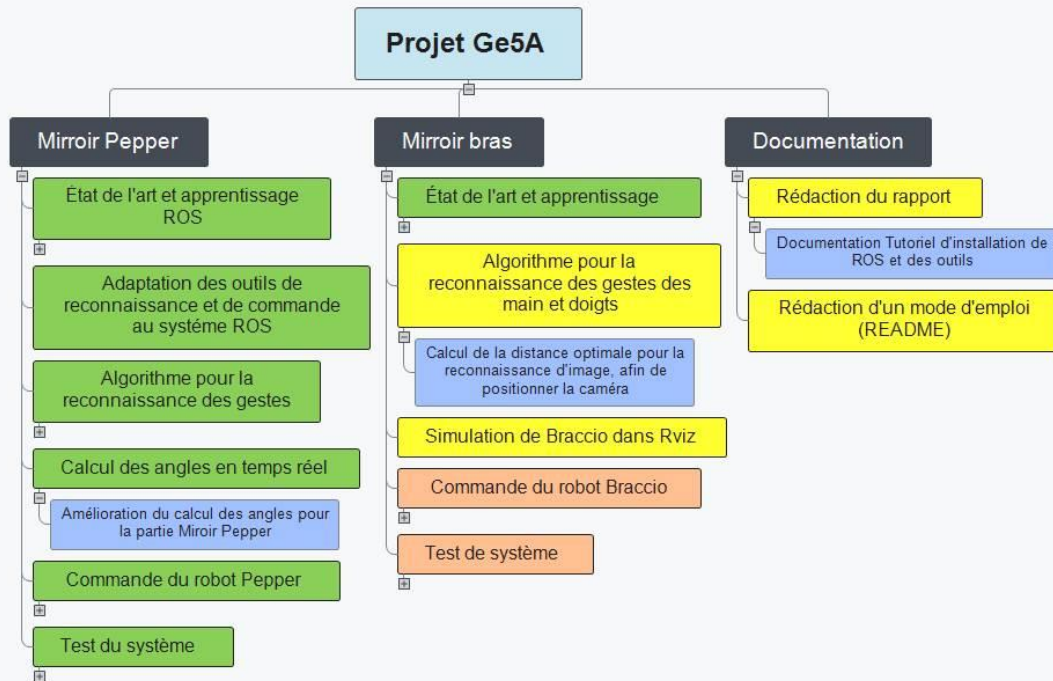 Projet Ge5A
Mirroir Pepper
État de l'art et apprentissage
ROS
Adaptation des outils de
reconnaissance et de commande
au systéme ROS
Algorithme pour la
reconnaissance des gestes
Calcul des angles en temps réel
Amélioration du calcul des angles pour
la partie Miroir Pepper
Commande du robot Pepper
Test du système
Mirroir bras
État de l'art et apprentissage
Algorithme pour la
reconnaissance des gestes des
main et doigts
Calcul de la distance optimale pour la
reconnaissance d'image, afin de
positionner la caméra
Simulation de Braccio dans Rviz
Commande du robot Braccio
Test de système
Documentation
Rédaction du rapport
Documentation Tutoriel d'installation de
ROS et des outils
Rédaction d'un mode d'emploi
(README)